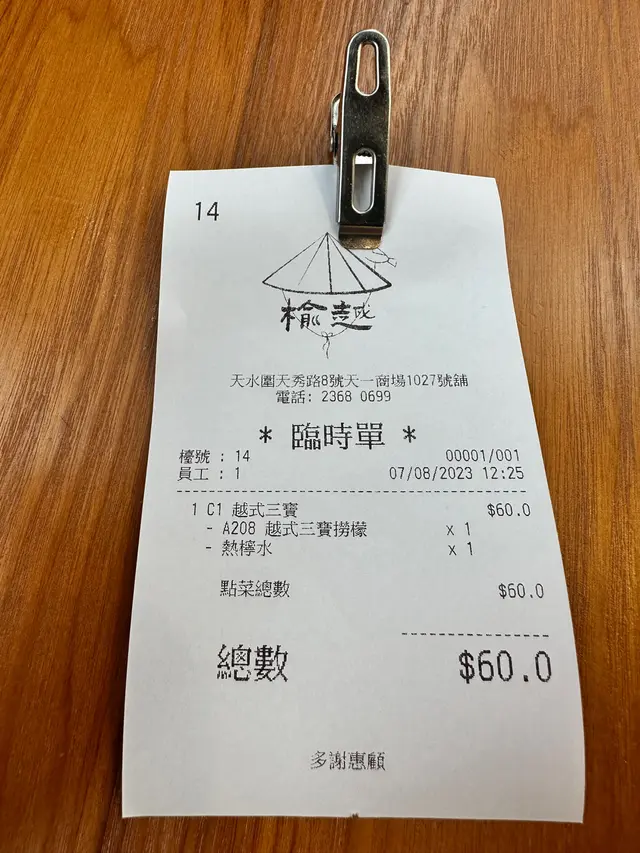 14
榆越
天水圍天秀路8號天一商場1027號舖
電話: 2368 0699
* 臨時單 *
檯號 : 14 00001/001
員工 : 1 07/08/2023 12:25
1 C1 越式三寶 $60.0
- A208 越式三寶撈檬 x 1
- 熱檸水 x 1
點菜總數 $60.0
總數 $60.0
多謝惠顧